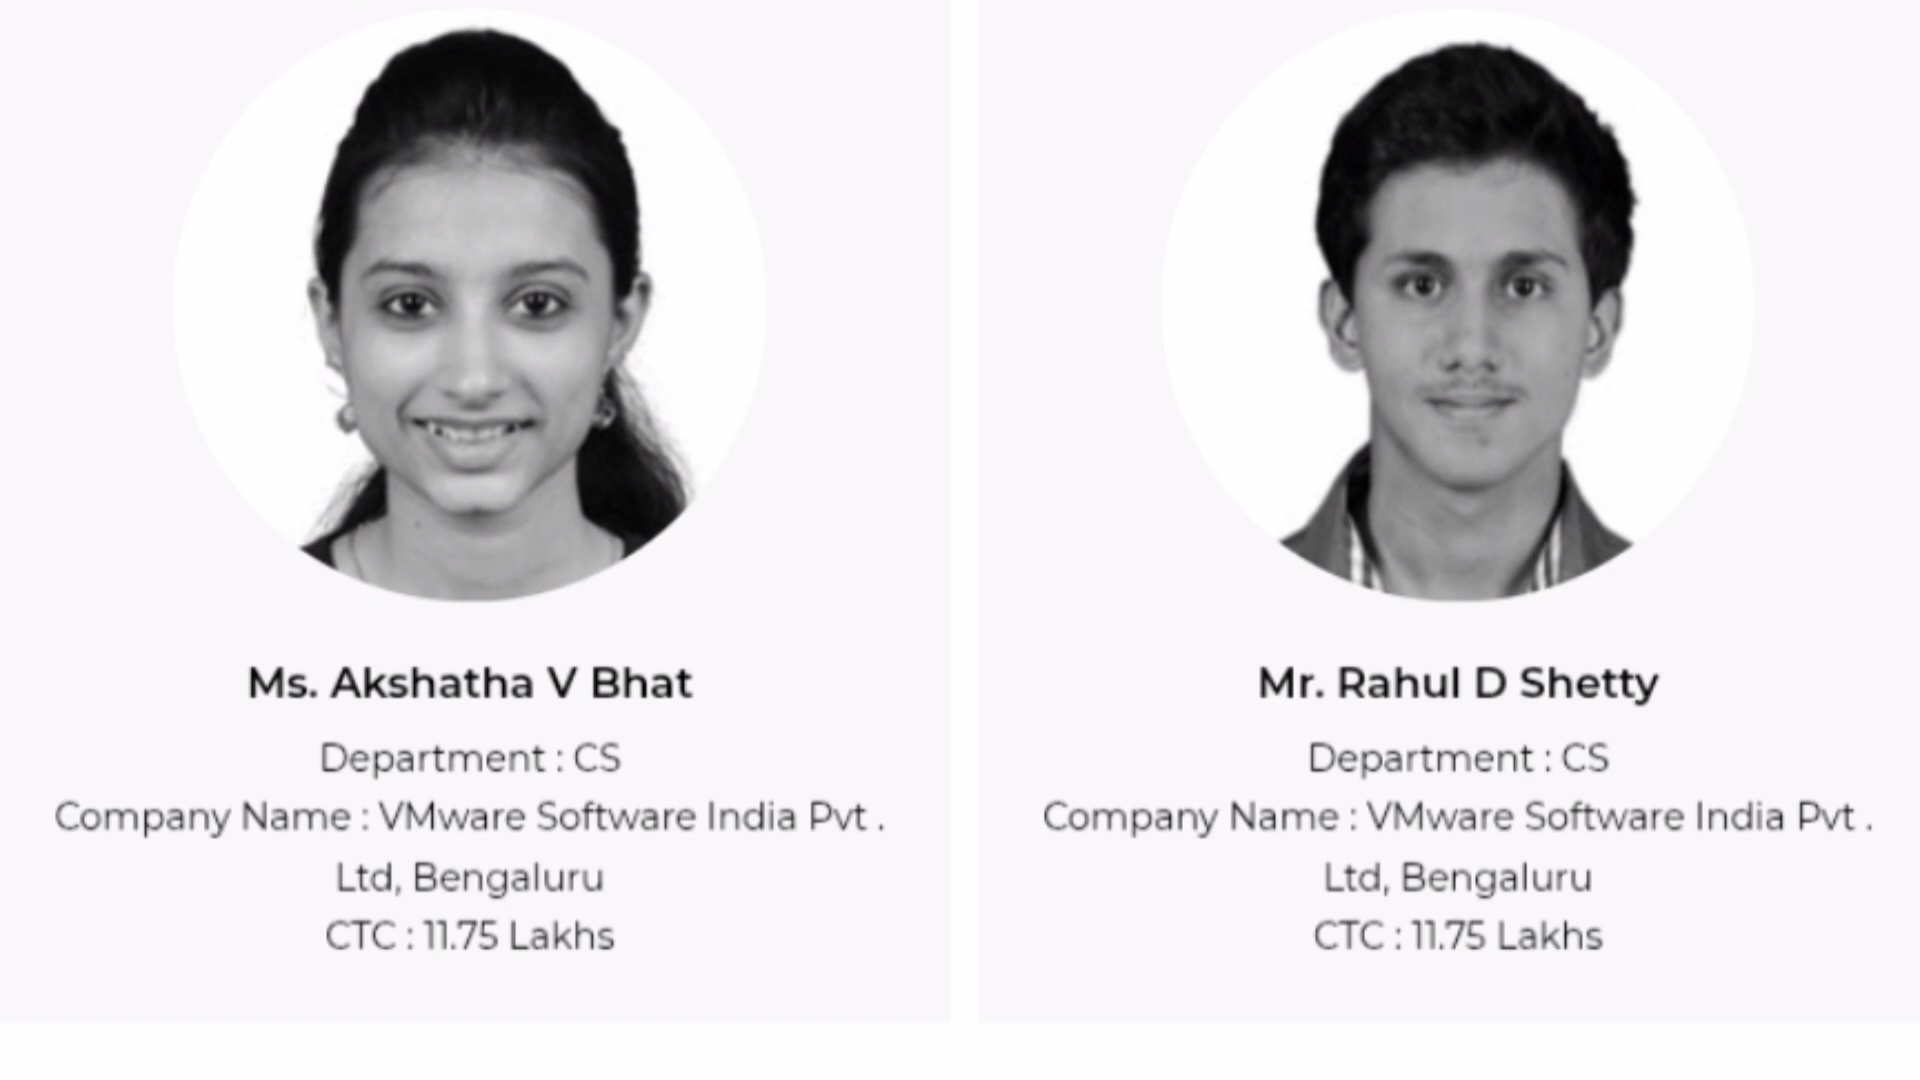 Ms. Akshatha V Bhat
Department : CS
Company Name : VMware Software India Pvt .
Ltd, Bengaluru
CTC : 11.75 Lakhs
Mr. Rahul D Shetty
Department : CS
Company Name : VMware Software India Pvt .
Ltd, Bengaluru
CTC : 11.75 Lakhs